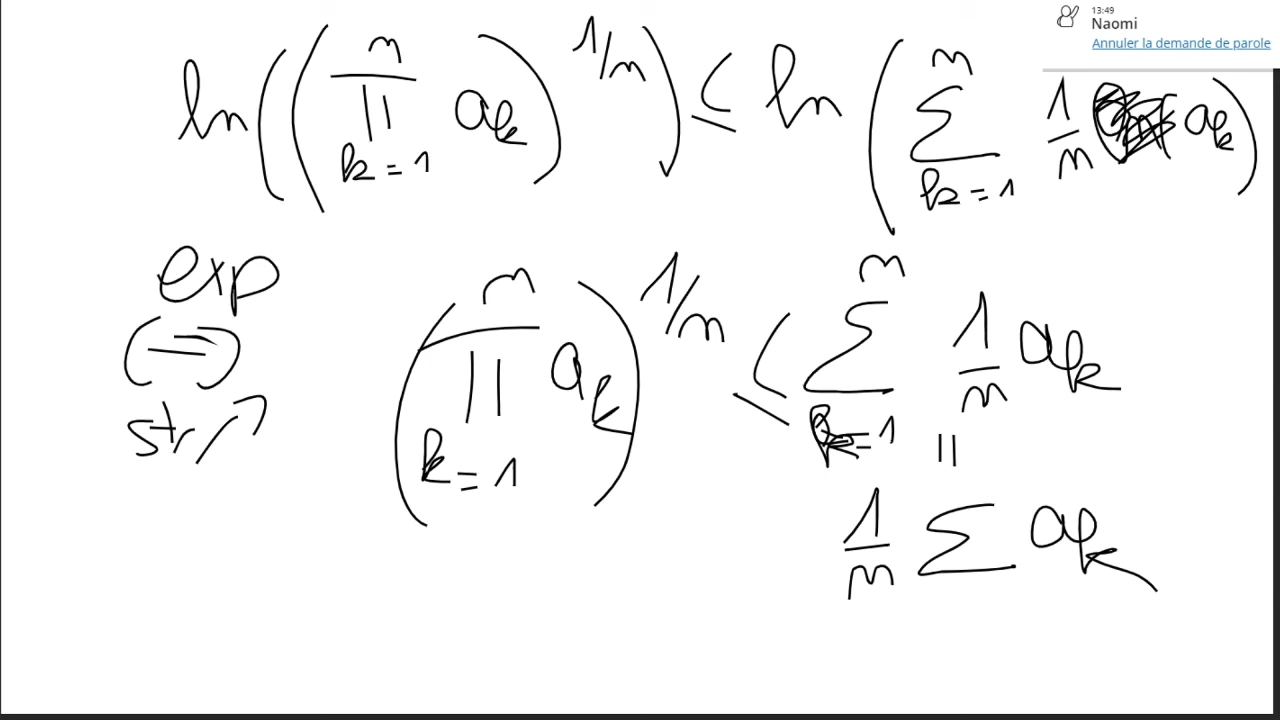 13:49
Naomi
Annuler la demande de parole
ln((∏_{k=1}^{n} a_k)^{1/n}) ≤ ln(∑_{k=1}^{n} 1/n a_k)
exp
⟺
str ↗
(∏_{k=1}^{n} a_k)^{1/n} ≤ ∑_{k=1}^{n} 1/n a_k
=
1/n ∑ a_k